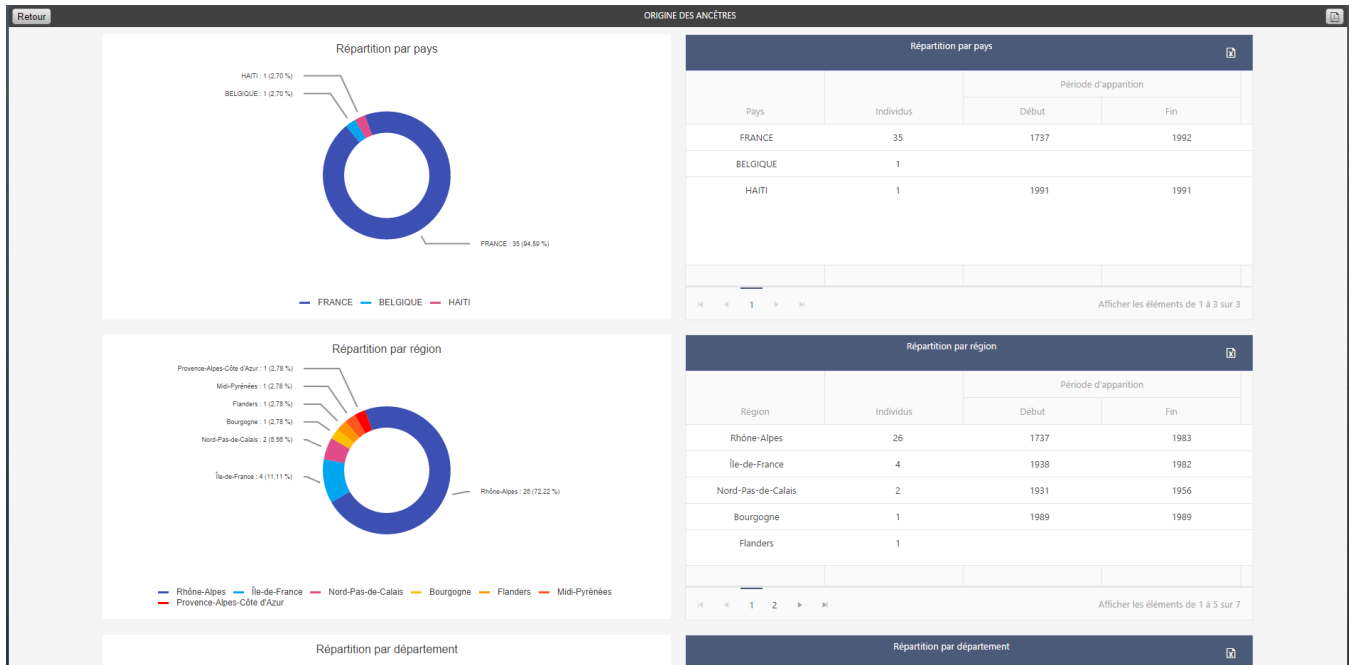 Retour
ORIGINE DES ANCÊTRES
Répartition par pays
HAITI : 1 (2,70 %)
BELGIQUE : 1 (2,70 %)
FRANCE : 35 (94,59 %)
FRANCE BELGIQUE HAITI
Répartition par pays
Période d'apparition
Pays Individus Début Fin
FRANCE 35 1737 1992
BELGIQUE 1
HAITI 1 1991 1991
1
Afficher les éléments de 1 à 3 sur 3
Répartition par région
Provence-Alpes-Côte d'Azur : 1 (2,78 %)
Midi-Pyrénées : 1 (2,78 %)
Flanders : 1 (2,78 %)
Bourgogne : 1 (2,78 %)
Nord-Pas-de-Calais : 2 (5,56 %)
Île-de-France : 4 (11,11 %)
Rhône-Alpes : 26 (72,22 %)
Rhône-Alpes Île-de-France Nord-Pas-de-Calais Bourgogne Flanders Midi-Pyrénées
Provence-Alpes-Côte d'Azur
Répartition par région
Période d'apparition
Région Individus Début Fin
Rhône-Alpes 26 1737 1983
Île-de-France 4 1938 1982
Nord-Pas-de-Calais 2 1931 1956
Bourgogne 1 1989 1989
Flanders 1
1 2
Afficher les éléments de 1 à 5 sur 7
Répartition par département
Répartition par département